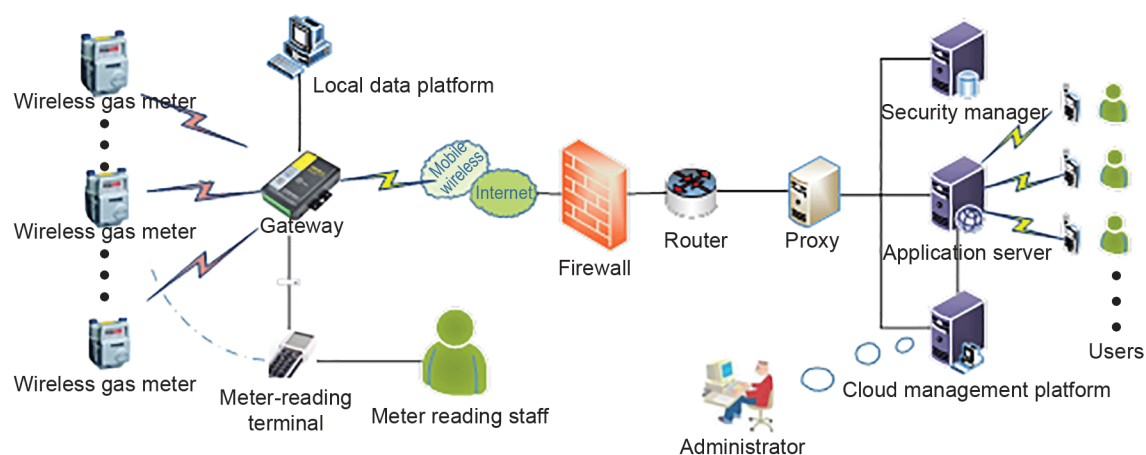 Wireless gas meter
Local data platform
Security manager
Wireless gas meter
Mobile
wireless
Internet
Gateway
Firewall
Router
Proxy
Application server
Wireless gas meter
Meter-reading
terminal
Meter reading staff
Administrator
Cloud management platform
Users